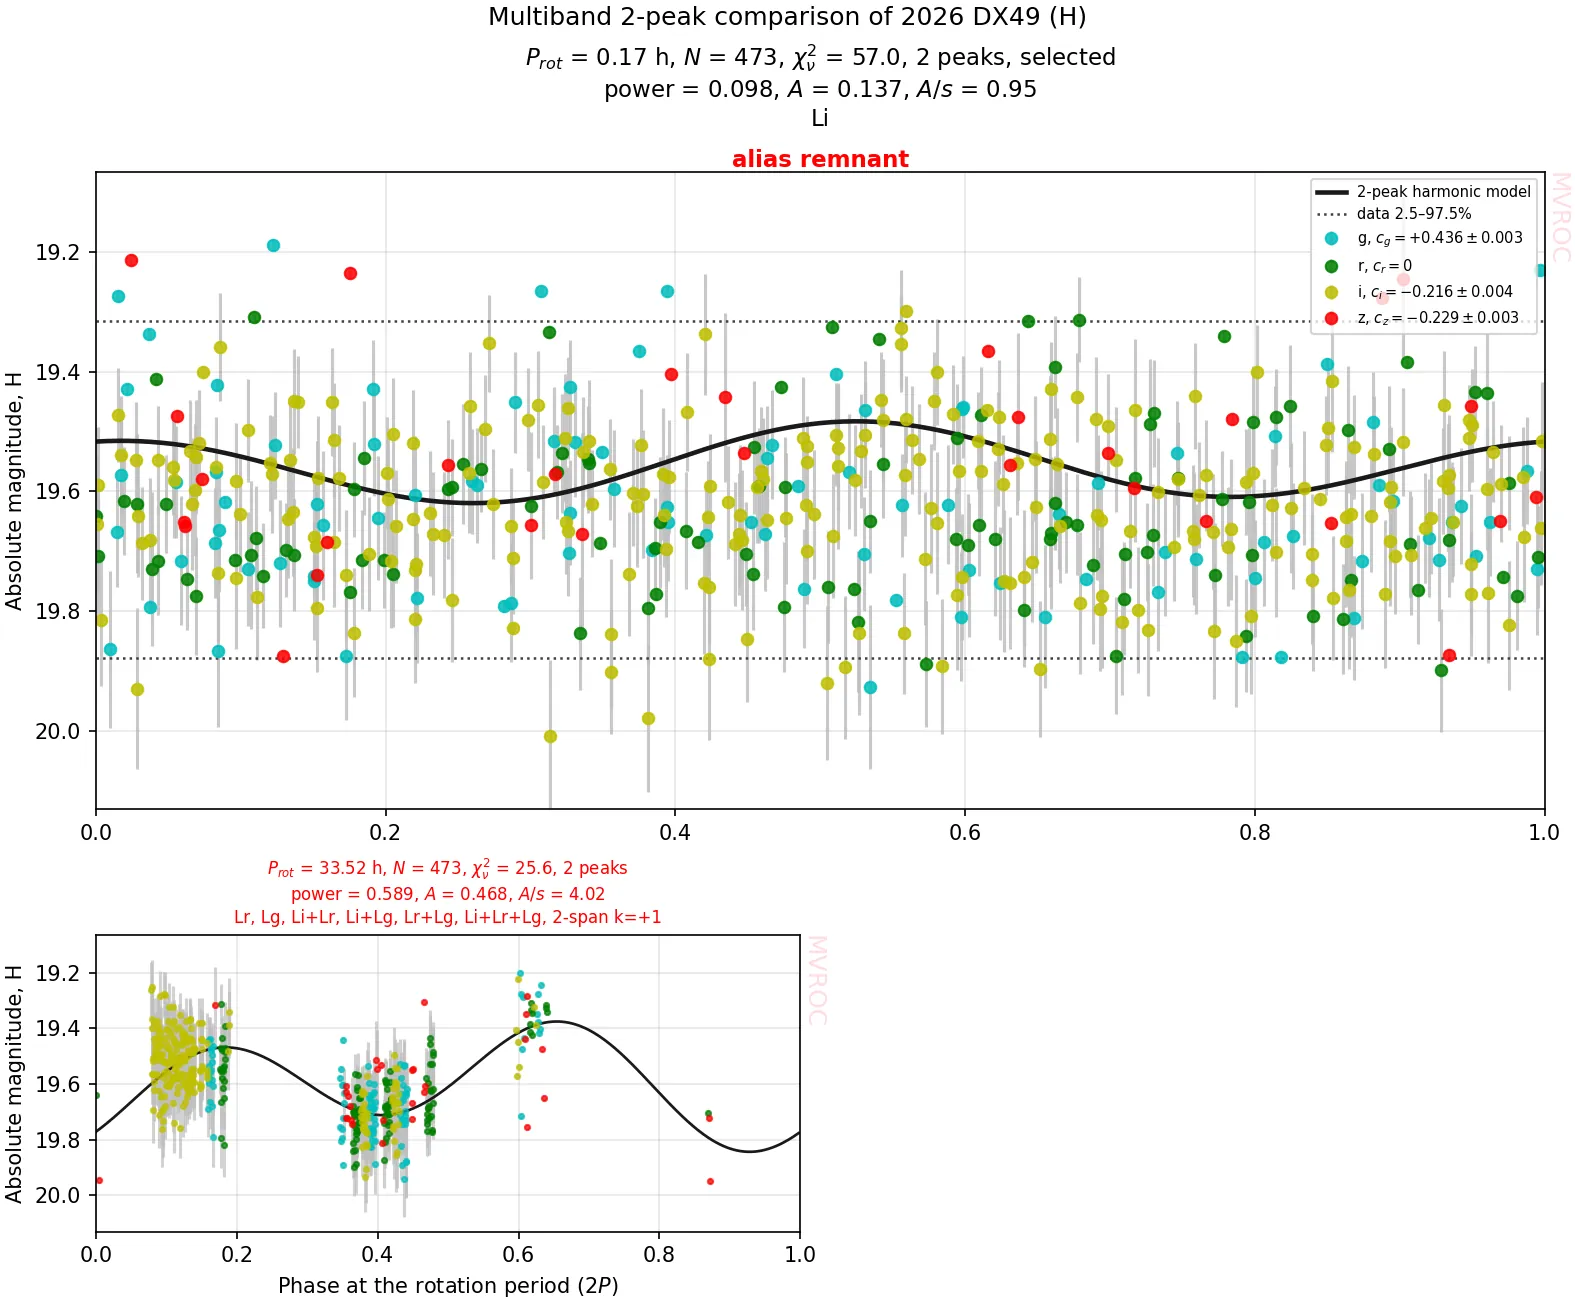 Multiband 2-peak comparison of 2026 DX49 (H)
P_rot = 0.17 h, N = 473, χ²_ν = 57.0, 2 peaks, selected
power = 0.098, A = 0.137, A/s = 0.95
Li
alias remnant
2-peak harmonic model
data 2.5–97.5%
g, c_g = +0.436 ± 0.003
r, c_r = 0
i, c_i = −0.216 ± 0.004
z, c_z = −0.229 ± 0.003
MVROC
Absolute magnitude, H
19.2
19.4
19.6
19.8
20.0
0.0 0.2 0.4 0.6 0.8 1.0
P_rot = 33.52 h, N = 473, χ²_ν = 25.6, 2 peaks
power = 0.589, A = 0.468, A/s = 4.02
Lr, Lg, Li+Lr, Li+Lg, Lr+Lg, Li+Lr+Lg, 2-span k=+1
MVROC
Absolute magnitude, H
19.2
19.4
19.6
19.8
20.0
0.0 0.2 0.4 0.6 0.8 1.0
Phase at the rotation period (2P)